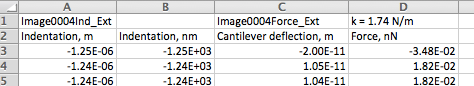 A B C D
1 Image0004Ind_Ext Image0004Force_Ext k = 1.74 N/m
2 Indentation, m Indentation, nm Cantilever deflection, m Force, nN
3 -1.25E-06 -1.25E+03 -2.00E-11 -3.48E-02
4 -1.24E-06 -1.24E+03 1.05E-11 1.82E-02
5 -1.24E-06 -1.24E+03 1.04E-11 1.82E-02